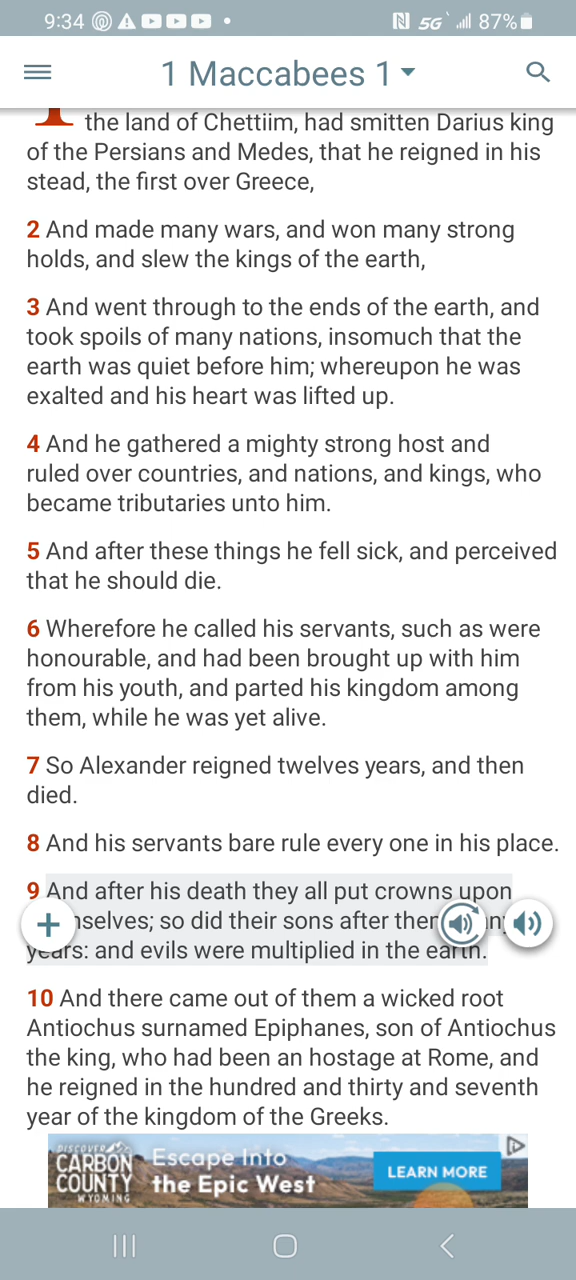 9:34
5G 87%
1 Maccabees 1
the land of Chettiim, had smitten Darius king
of the Persians and Medes, that he reigned in his
stead, the first over Greece,
2 And made many wars, and won many strong
holds, and slew the kings of the earth,
3 And went through to the ends of the earth, and
took spoils of many nations, insomuch that the
earth was quiet before him; whereupon he was
exalted and his heart was lifted up.
4 And he gathered a mighty strong host and
ruled over countries, and nations, and kings, who
became tributaries unto him.
5 And after these things he fell sick, and perceived
that he should die.
6 Wherefore he called his servants, such as were
honourable, and had been brought up with him
from his youth, and parted his kingdom among
them, while he was yet alive.
7 So Alexander reigned twelves years, and then
died.
8 And his servants bare rule every one in his place.
9 And after his death they all put crowns upon
nselves; so did their sons after
years: and evils were multiplied in the earth.
10 And there came out of them a wicked root
Antiochus surnamed Epiphanes, son of Antiochus
the king, who had been an hostage at Rome, and
he reigned in the hundred and thirty and seventh
year of the kingdom of the Greeks.
DISCOVER
CARBON
COUNTY
WYOMING
Escape Into
the Epic West
LEARN MORE